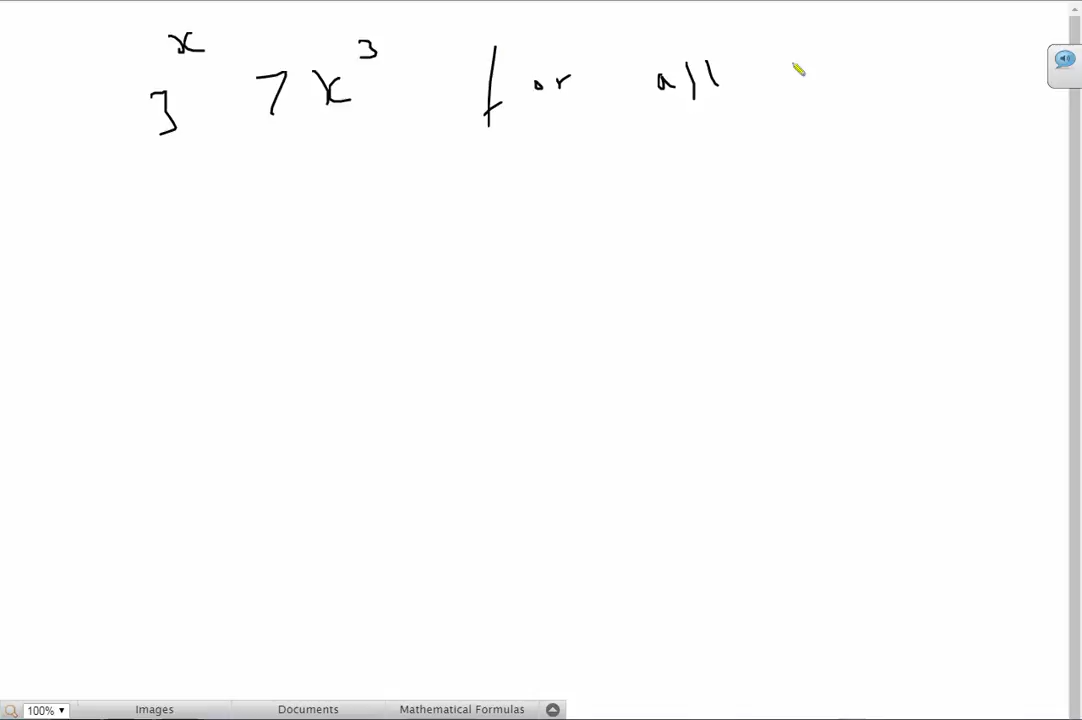 3^x > x^3 for all
100% ▼ Images Documents Mathematical Formulas